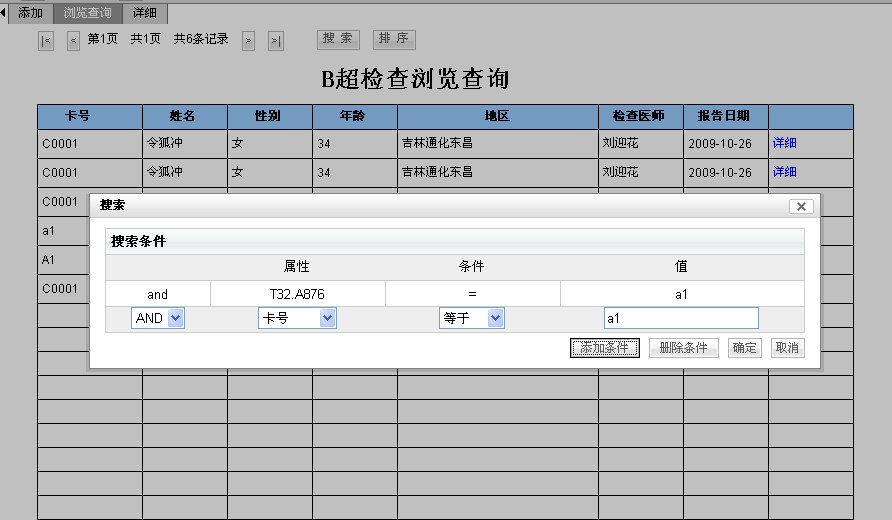 添加 浏览查询 详细
|< < 第1页 共1页 共6条记录 > >| 搜 索 排 序
B超检查浏览查询
卡号 姓名 性别 年龄 地区 检查医师 报告日期
C0001 令狐冲 女 34 吉林通化东昌 刘迎花 2009-10-26 详细
C0001 令狐冲 女 34 吉林通化东昌 刘迎花 2009-10-26 详细
C0001
a1
A1
C0001
搜索
搜索条件
属性 条件 值
and T32.A876 = a1
AND 卡号 等于 a1
添加条件 删除条件 确定 取消